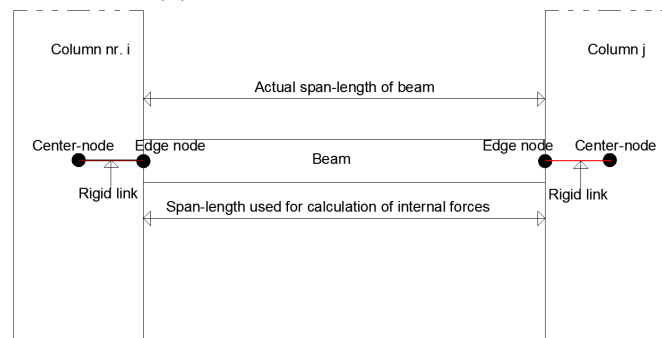 Column nr. i
Column j
Actual span-length of beam
Center-node
Edge node
Beam
Edge node
Center-node
Rigid link
Rigid link
Span-length used for calculation of internal forces